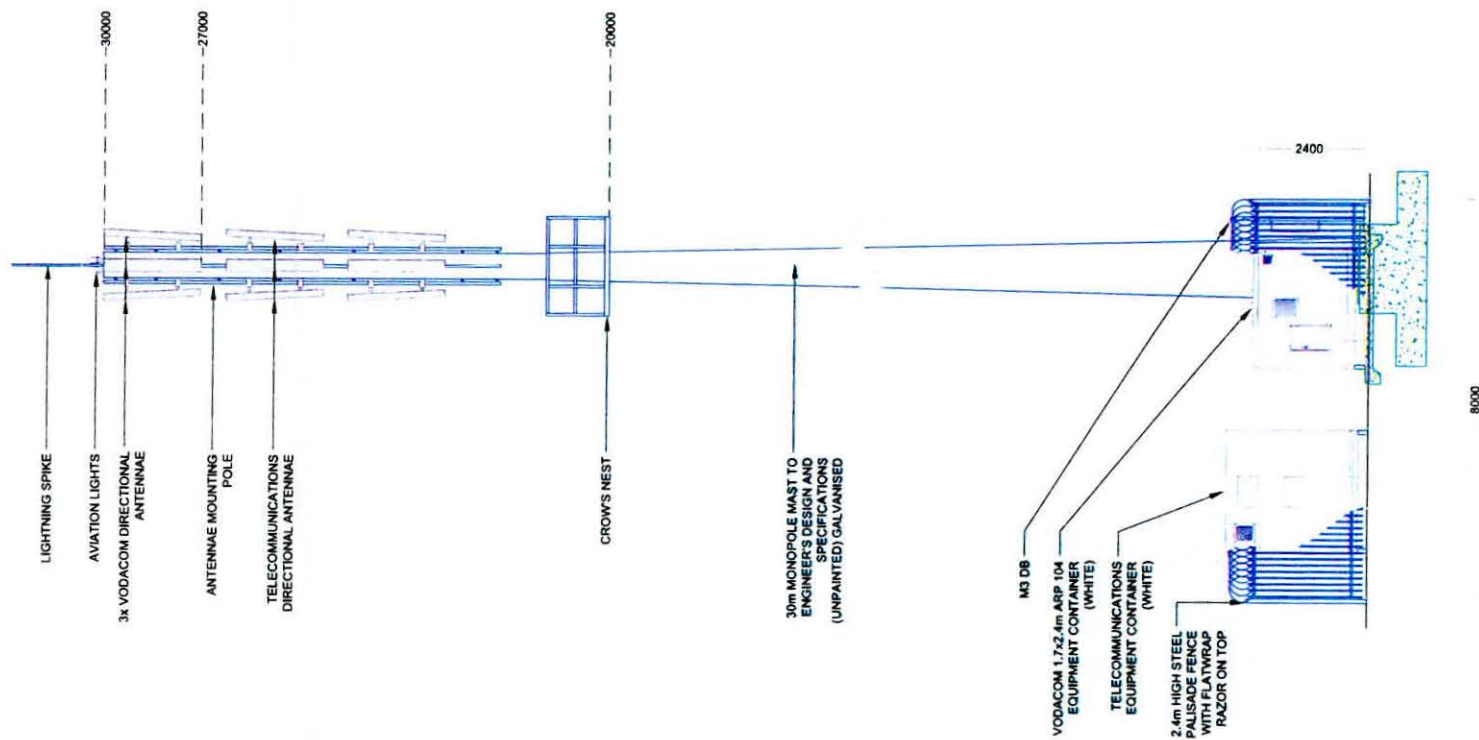 30000
27000
20000
2400
8000
LIGHTNING SPIKE
AVIATION LIGHTS
3x VODACOM DIRECTIONAL
ANTENNAE
ANTENNAE MOUNTING
POLE
TELECOMMUNICATIONS
DIRECTIONAL ANTENNAE
CROW'S NEST
30m MONOPOLE MAST TO
ENGINEER'S DESIGN AND
SPECIFICATIONS
(UNPAINTED) GALVANISED
M3 DB
VODACOM 1.7x2.4m ARP 104
EQUIPMENT CONTAINER
(WHITE)
TELECOMMUNICATIONS
EQUIPMENT CONTAINER
(WHITE)
2.4m HIGH STEEL
PALISADE FENCE
WITH FLATWRAP
RAZOR ON TOP